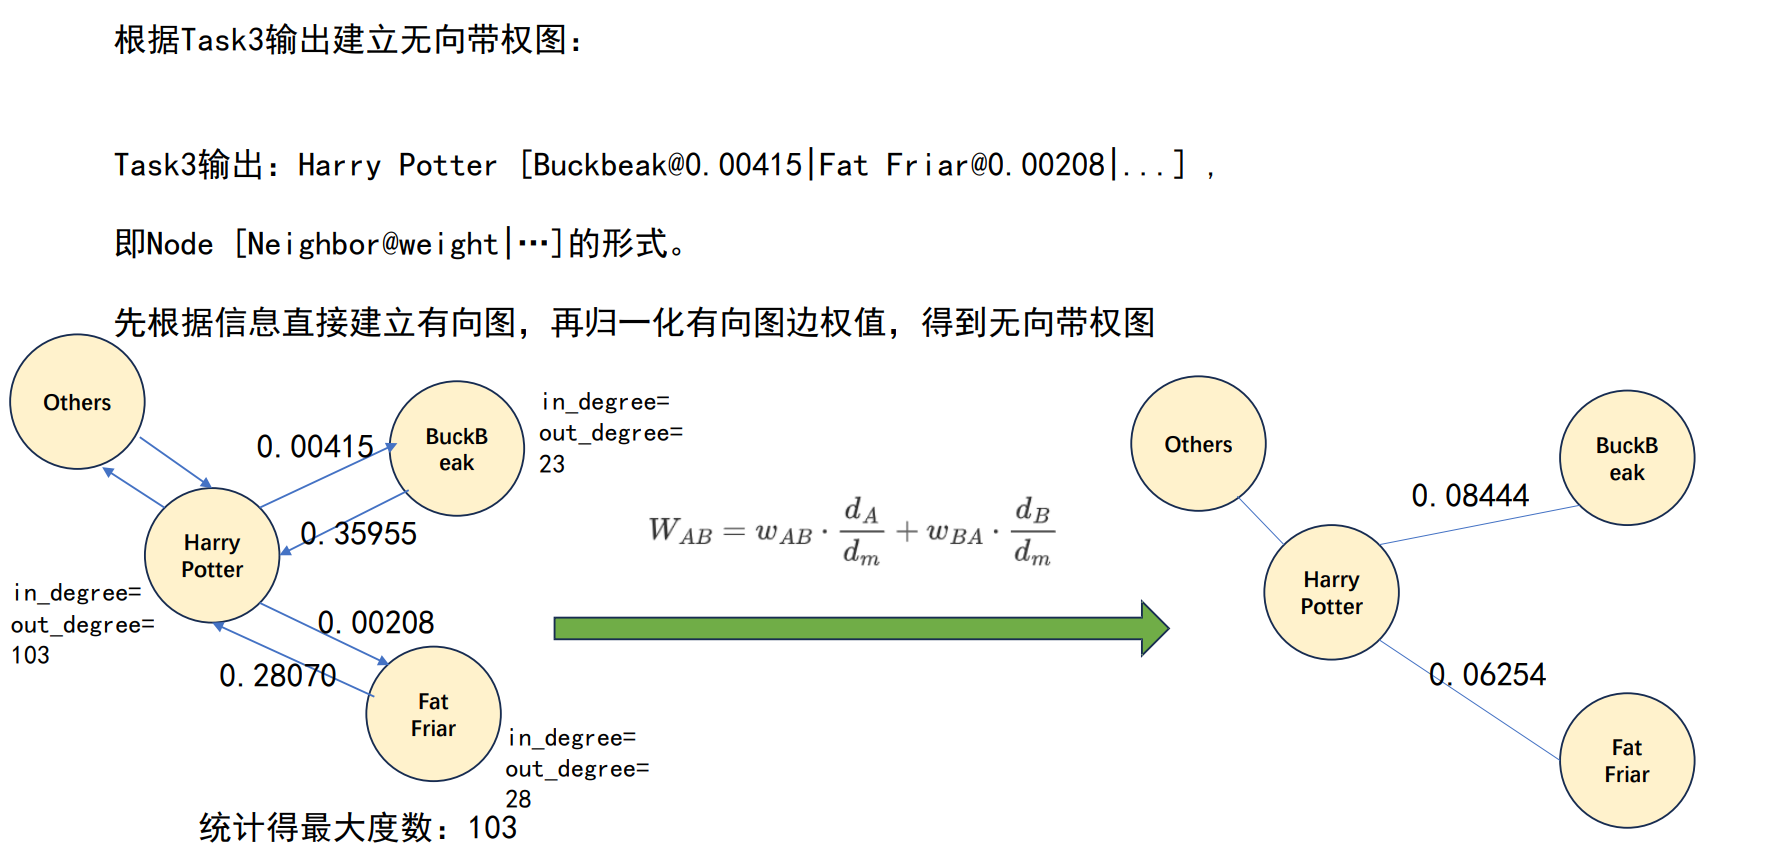 根据Task3输出建立无向带权图：
Task3输出：Harry Potter [Buckbeak@0.00415|Fat Friar@0.00208|...] ,
即Node [Neighbor@weight|…]的形式。
先根据信息直接建立有向图，再归一化有向图边权值，得到无向带权图
Others
0.00415
BuckB
eak
in_degree=
out_degree=
23
0.35955
Harry
Potter
in_degree=
out_degree=
103
0.00208
0.28070
Fat
Friar
in_degree=
out_degree=
28
统计得最大度数：103
W_{AB} = w_{AB} · \frac{d_A}{d_m} + w_{BA} · \frac{d_B}{d_m}
Others
BuckB
eak
0.08444
Harry
Potter
0.06254
Fat
Friar